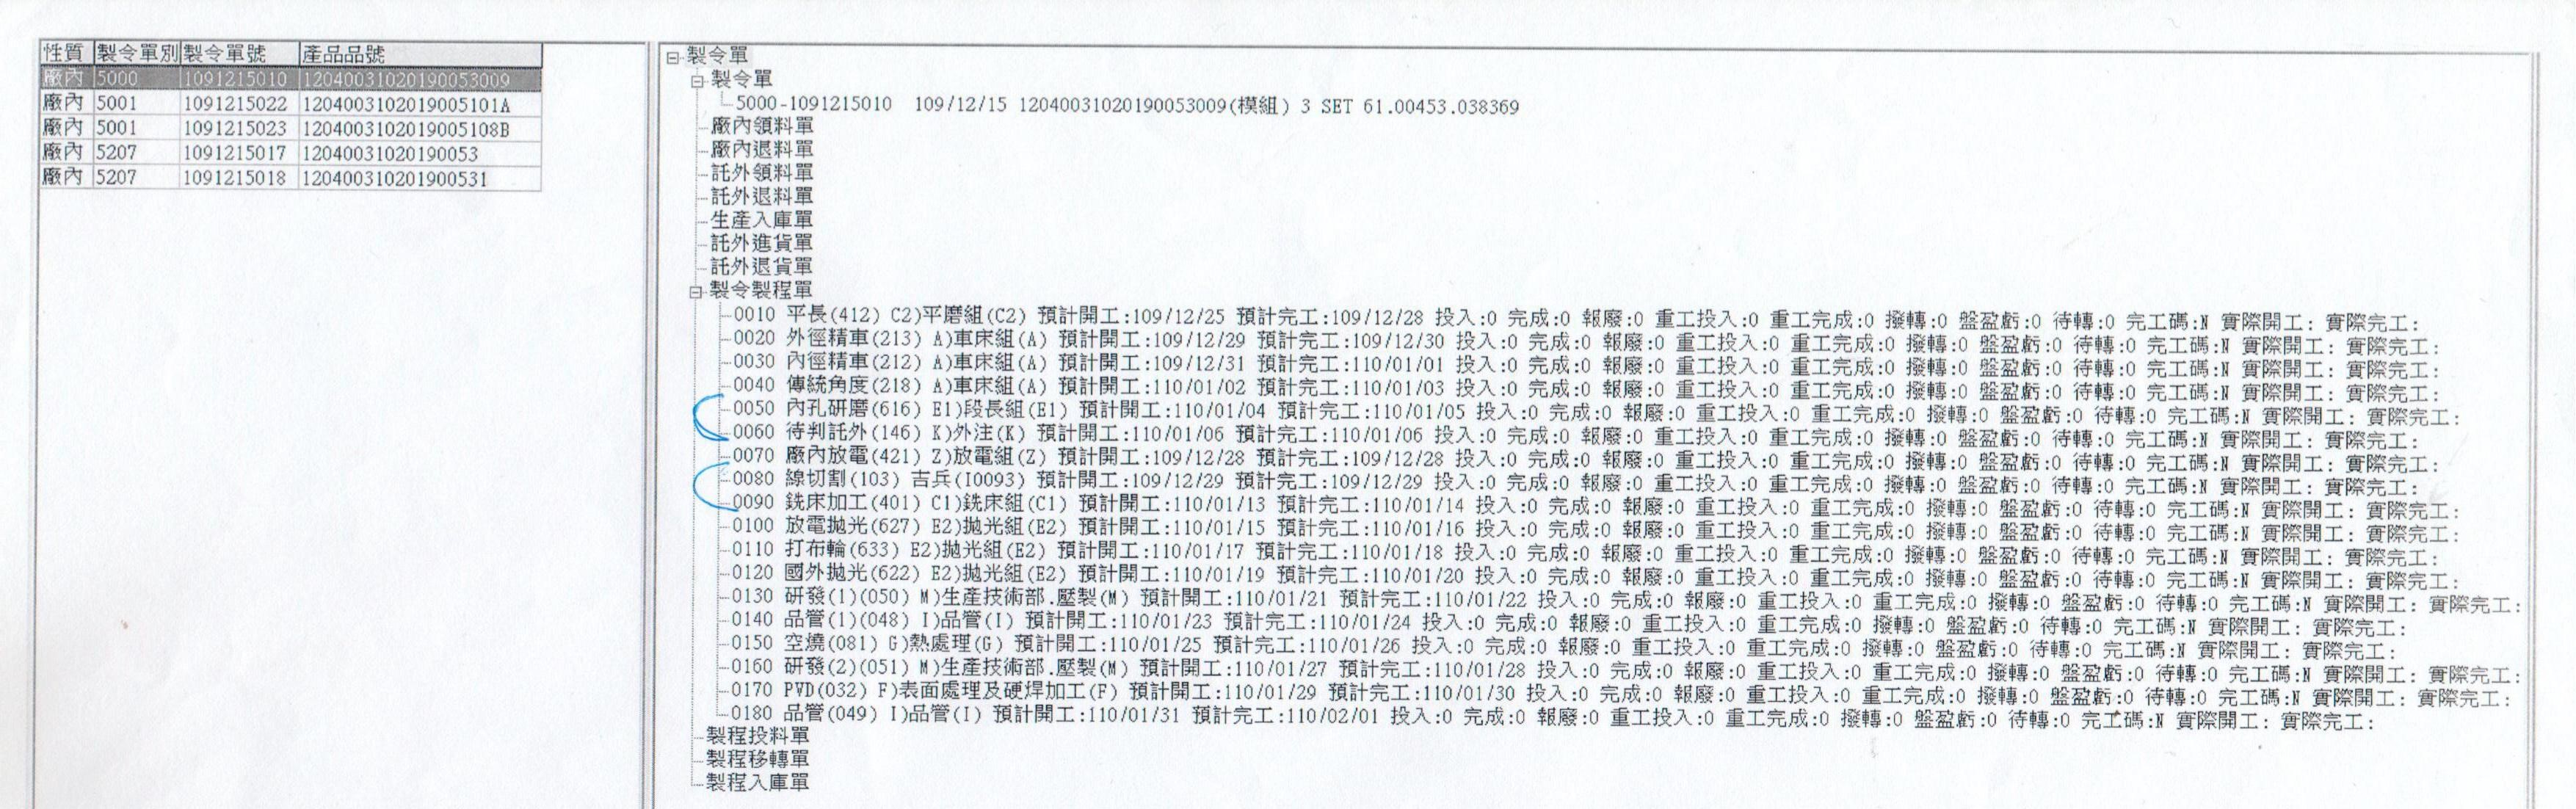 性質 製令單別 製令單號 產品品號
廠內 5000 1091215010 12040031020190053009
廠內 5001 1091215022 1204003102019005101A
廠內 5001 1091215023 1204003102019005108B
廠內 5207 1091215017 12040031020190053
廠內 5207 1091215018 120400310201900531
製令單
製令單
5000-1091215010 109/12/15 12040031020190053009(模組) 3 SET 61.00453.038369
廠內領料單
廠內退料單
託外領料單
託外退料單
生產入庫單
託外進貨單
託外退貨單
製令製程單
0010 平長(412) C2)平磨組(C2) 預計開工:109/12/25 預計完工:109/12/28 投入:0 完成:0 報廢:0 重工投入:0 重工完成:0 撥轉:0 盤盈虧:0 待轉:0 完工碼:N 實際開工: 實際完工:
0020 外徑精車(213) A)車床組(A) 預計開工:109/12/29 預計完工:109/12/30 投入:0 完成:0 報廢:0 重工投入:0 重工完成:0 撥轉:0 盤盈虧:0 待轉:0 完工碼:N 實際開工: 實際完工:
0030 內徑精車(212) A)車床組(A) 預計開工:109/12/31 預計完工:110/01/01 投入:0 完成:0 報廢:0 重工投入:0 重工完成:0 撥轉:0 盤盈虧:0 待轉:0 完工碼:N 實際開工: 實際完工:
0040 傳統角度(218) A)車床組(A) 預計開工:110/01/02 預計完工:110/01/03 投入:0 完成:0 報廢:0 重工投入:0 重工完成:0 撥轉:0 盤盈虧:0 待轉:0 完工碼:N 實際開工: 實際完工:
0050 內孔研磨(616) E1)段長組(E1) 預計開工:110/01/04 預計完工:110/01/05 投入:0 完成:0 報廢:0 重工投入:0 重工完成:0 撥轉:0 盤盈虧:0 待轉:0 完工碼:N 實際開工: 實際完工:
0060 待判託外(146) K)外注(K) 預計開工:110/01/06 預計完工:110/01/06 投入:0 完成:0 報廢:0 重工投入:0 重工完成:0 撥轉:0 盤盈虧:0 待轉:0 完工碼:N 實際開工: 實際完工:
0070 廠內放電(421) Z)放電組(Z) 預計開工:109/12/28 預計完工:109/12/28 投入:0 完成:0 報廢:0 重工投入:0 重工完成:0 撥轉:0 盤盈虧:0 待轉:0 完工碼:N 實際開工: 實際完工:
0080 線切割(103) 吉兵(I0093) 預計開工:109/12/29 預計完工:109/12/29 投入:0 完成:0 報廢:0 重工投入:0 重工完成:0 撥轉:0 盤盈虧:0 待轉:0 完工碼:N 實際開工: 實際完工:
0090 銑床加工(401) C1)銑床組(C1) 預計開工:110/01/13 預計完工:110/01/14 投入:0 完成:0 報廢:0 重工投入:0 重工完成:0 撥轉:0 盤盈虧:0 待轉:0 完工碼:N 實際開工: 實際完工:
0100 放電拋光(627) E2)拋光組(E2) 預計開工:110/01/15 預計完工:110/01/16 投入:0 完成:0 報廢:0 重工投入:0 重工完成:0 撥轉:0 盤盈虧:0 待轉:0 完工碼:N 實際開工: 實際完工:
0110 打布輪(633) E2)拋光組(E2) 預計開工:110/01/17 預計完工:110/01/18 投入:0 完成:0 報廢:0 重工投入:0 重工完成:0 撥轉:0 盤盈虧:0 待轉:0 完工碼:N 實際開工: 實際完工:
0120 國外拋光(622) E2)拋光組(E2) 預計開工:110/01/19 預計完工:110/01/20 投入:0 完成:0 報廢:0 重工投入:0 重工完成:0 撥轉:0 盤盈虧:0 待轉:0 完工碼:N 實際開工: 實際完工:
0130 研發(1)(050) M)生產技術部.壓製(M) 預計開工:110/01/21 預計完工:110/01/22 投入:0 完成:0 報廢:0 重工投入:0 重工完成:0 撥轉:0 盤盈虧:0 待轉:0 完工碼:N 實際開工: 實際完工:
0140 品管(1)(048) I)品管(I) 預計開工:110/01/23 預計完工:110/01/24 投入:0 完成:0 報廢:0 重工投入:0 重工完成:0 撥轉:0 盤盈虧:0 待轉:0 完工碼:N 實際開工: 實際完工:
0150 空燒(081) G)熱處理(G) 預計開工:110/01/25 預計完工:110/01/26 投入:0 完成:0 報廢:0 重工投入:0 重工完成:0 撥轉:0 盤盈虧:0 待轉:0 完工碼:N 實際開工: 實際完工:
0160 研發(2)(051) M)生產技術部.壓製(M) 預計開工:110/01/27 預計完工:110/01/28 投入:0 完成:0 報廢:0 重工投入:0 重工完成:0 撥轉:0 盤盈虧:0 待轉:0 完工碼:N 實際開工: 實際完工:
0170 PVD(032) F)表面處理及硬焊加工(F) 預計開工:110/01/29 預計完工:110/01/30 投入:0 完成:0 報廢:0 重工投入:0 重工完成:0 撥轉:0 盤盈虧:0 待轉:0 完工碼:N 實際開工: 實際完工:
0180 品管(049) I)品管(I) 預計開工:110/01/31 預計完工:110/02/01 投入:0 完成:0 報廢:0 重工投入:0 重工完成:0 撥轉:0 盤盈虧:0 待轉:0 完工碼:N 實際開工: 實際完工:
製程投料單
製程移轉單
製程入庫單